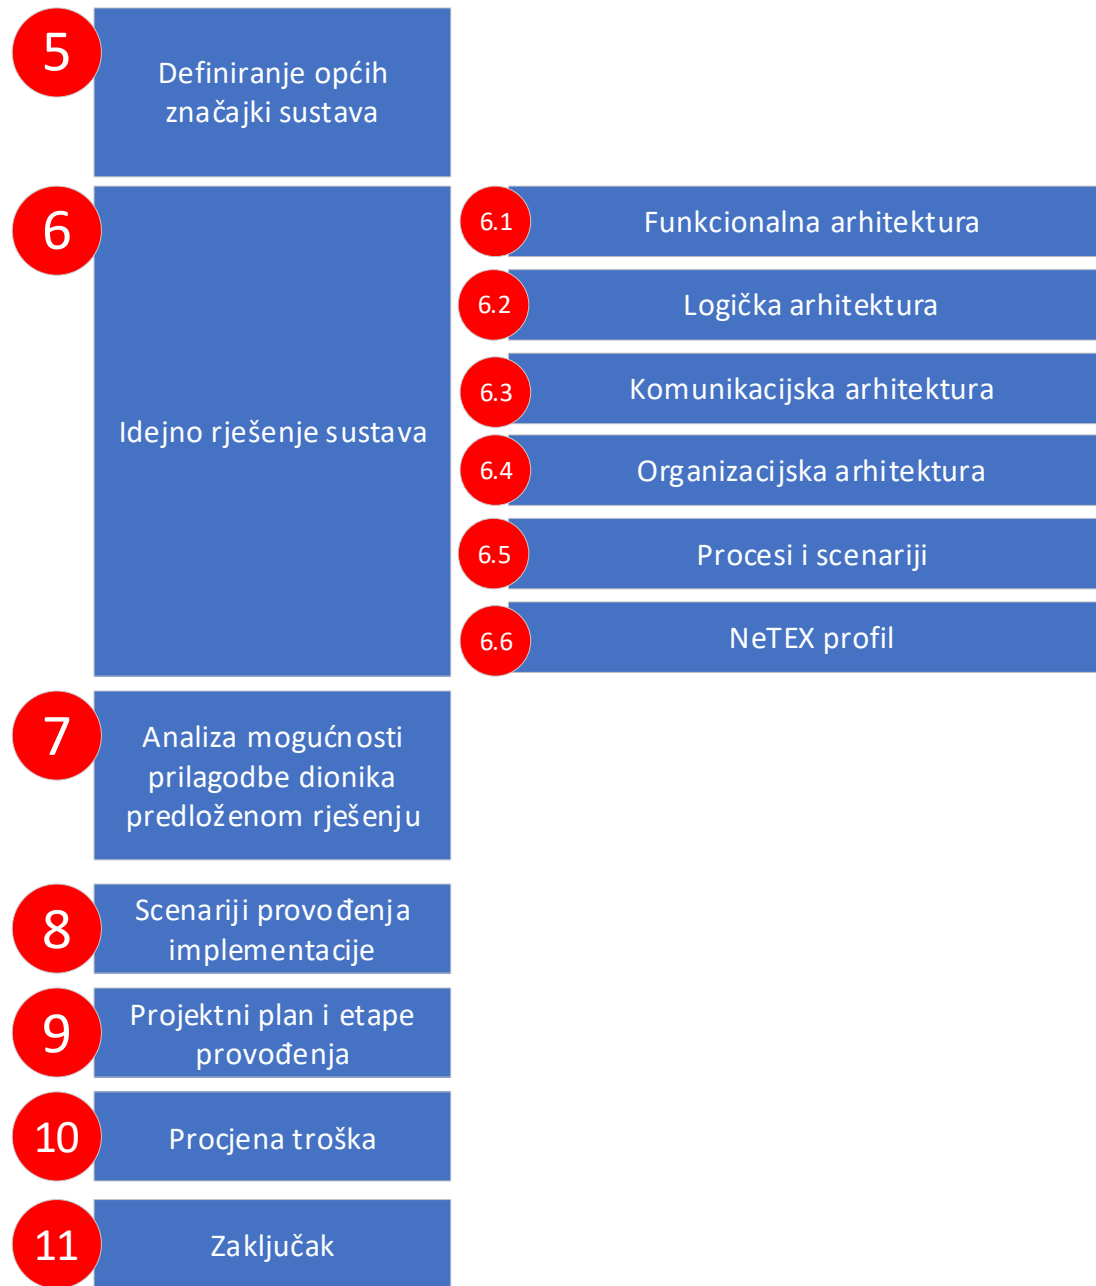 5
Definiranje općih
značajki sustava
6
Idejno rješenje sustava
6.1
Funkcionalna arhitektura
6.2
Logička arhitektura
6.3
Komunikacijska arhitektura
6.4
Organizacijska arhitektura
6.5
Procesi i scenariji
6.6
NeTEX profil
7
Analiza mogućnosti
prilagodbe dionika
predloženom rješenju
8
Scenariji provođenja
implementacije
9
Projektni plan i etape
provođenja
10
Procjena troška
11
Zaključak